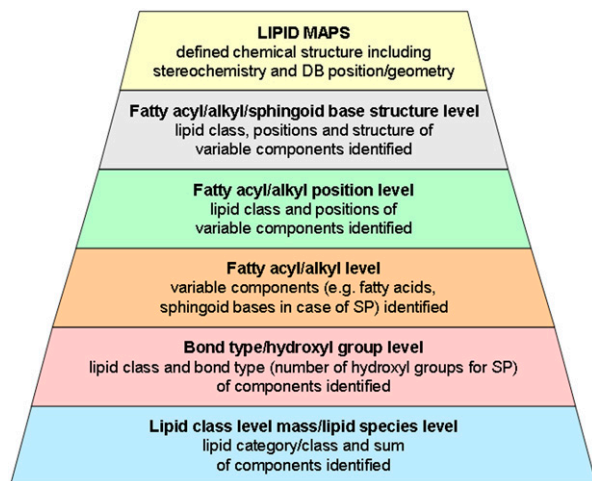 LIPID MAPS
defined chemical structure including
stereochemistry and DB position/geometry
Fatty acyl/alkyl/sphingoid base structure level
lipid class, positions and structure of
variable components identified
Fatty acyl/alkyl position level
lipid class and positions of
variable components identified
Fatty acyl/alkyl level
variable components (e.g. fatty acids,
sphingoid bases in case of SP) identified
Bond type/hydroxyl group level
lipid class and bond type (number of hydroxyl groups for SP)
of components identified
Lipid class level mass/lipid species level
lipid category/class and sum
of components identified